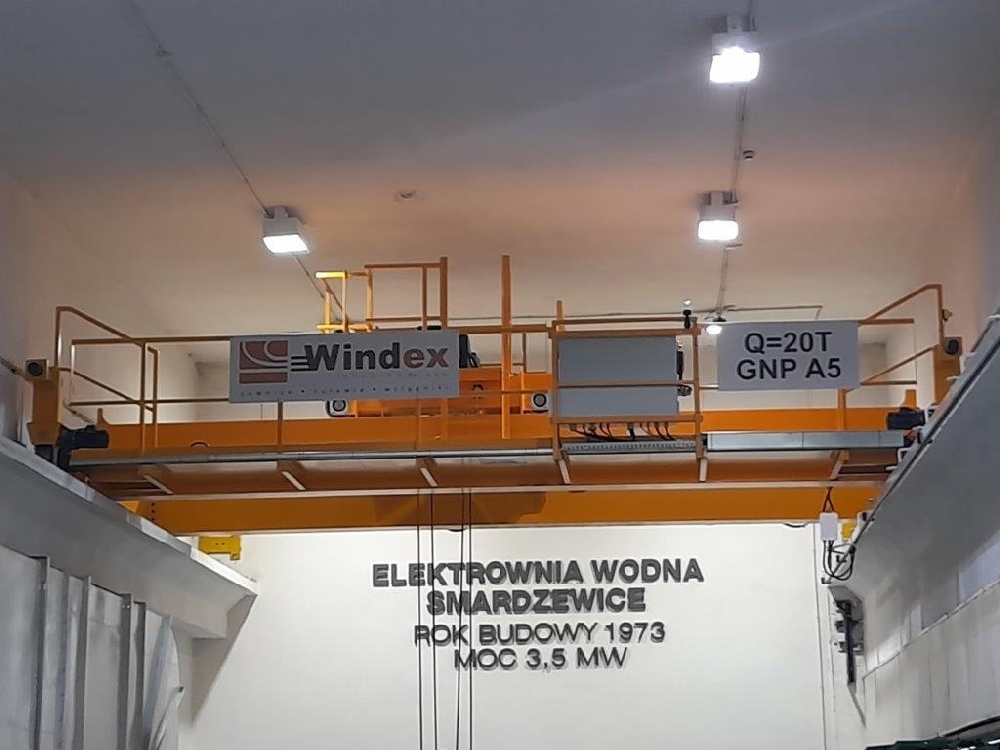 Windex
Q=20T
GNP A5
ELEKTROWNIA WODNA
SMARDZEWICE
ROK BUDOWY 1973
MOC 3,5 MW